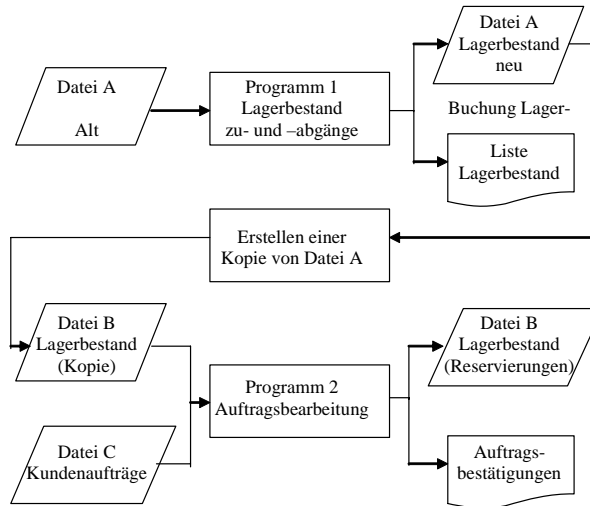 Datei A
Alt
Programm 1
Lagerbestand
zu- und –abgänge
Datei A
Lagerbestand
neu
Buchung Lager-
Liste
Lagerbestand
Erstellen einer
Kopie von Datei A
Datei B
Lagerbestand
(Kopie)
Datei C
Kundenaufträge
Programm 2
Auftragsbearbeitung
Datei B
Lagerbestand
(Reservierungen)
Auftrags-
bestätigungen